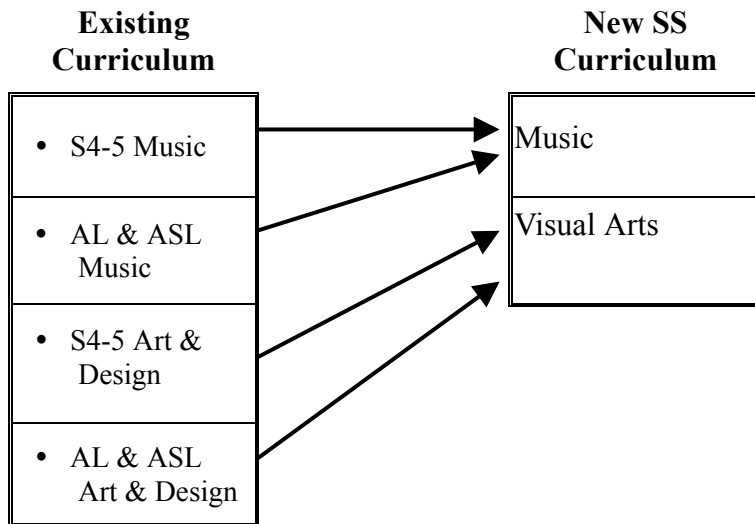 Existing
Curriculum
• S4-5 Music
• AL & ASL
Music
• S4-5 Art &
Design
• AL & ASL
Art & Design
New SS
Curriculum
Music
Visual Arts